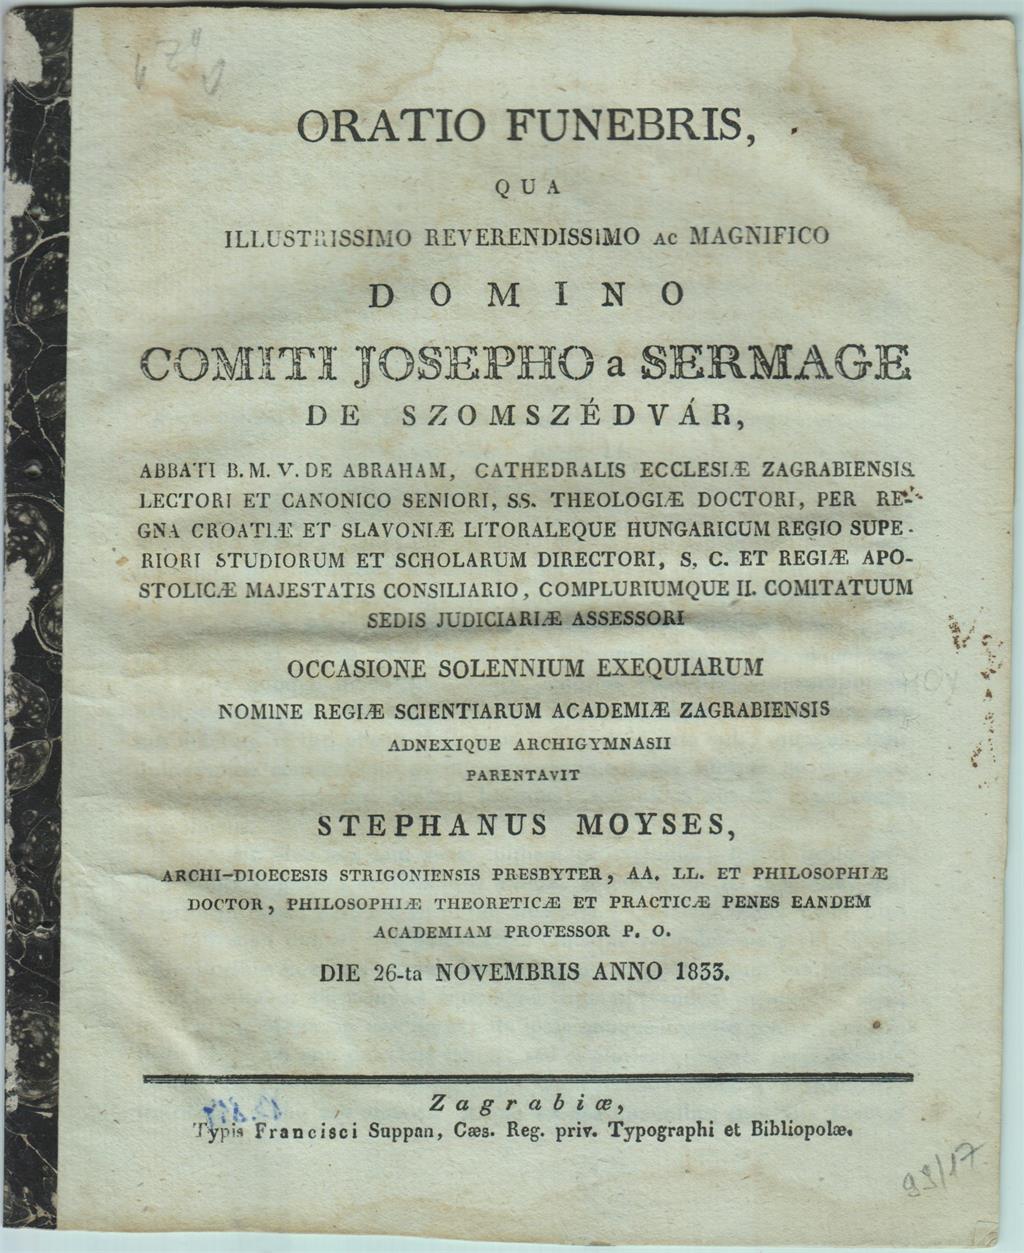 ORATIO FUNEBRIS,
QUA
ILLUSTRISSIMO REVERENDISSIMO AC MAGNIFICO
DOMINO
COMITI JOSEPHO a SERMAGE
DE SZOMSZÉDVÁR,
ABBATI B. M. V. DE ABRAHAM, CATHEDRALIS ECCLESIÆ ZAGRABIENSIS
LECTORI ET CANONICO SENIORI, SS. THEOLOGIÆ DOCTORI, PER RE-
GNA CROATIÆ ET SLAVONIÆ LITORALEQUE HUNGARICUM REGIO SUPE-
RIORI STUDIORUM ET SCHOLARUM DIRECTORI, S. C. ET REGIÆ APO-
STOLICÆ MAJESTATIS CONSILIARIO, COMPLURIUMQUE II. COMITATUUM
SEDIS JUDICIARIÆ ASSESSORI
OCCASIONE SOLENNIUM EXEQUIARUM
NOMINE REGIÆ SCIENTIARUM ACADEMIÆ ZAGRABIENSIS
ADNEXIQUE ARCHIGYMNASII
PARENTAVIT
STEPHANUS MOYSES,
ARCHI-DIOECESIS STRIGONIENSIS PRESBYTER, AA. LL. ET PHILOSOPHIÆ
DOCTOR, PHILOSOPHIÆ THEORETICÆ ET PRACTICÆ PENES EANDEM
ACADEMIAM PROFESSOR P. O.
DIE 26-ta NOVEMBRIS ANNO 1833.
Zagrabiæ,
Typis Francisci Suppan, Cæs. Reg. priv. Typographi et Bibliopolæ.
93/17